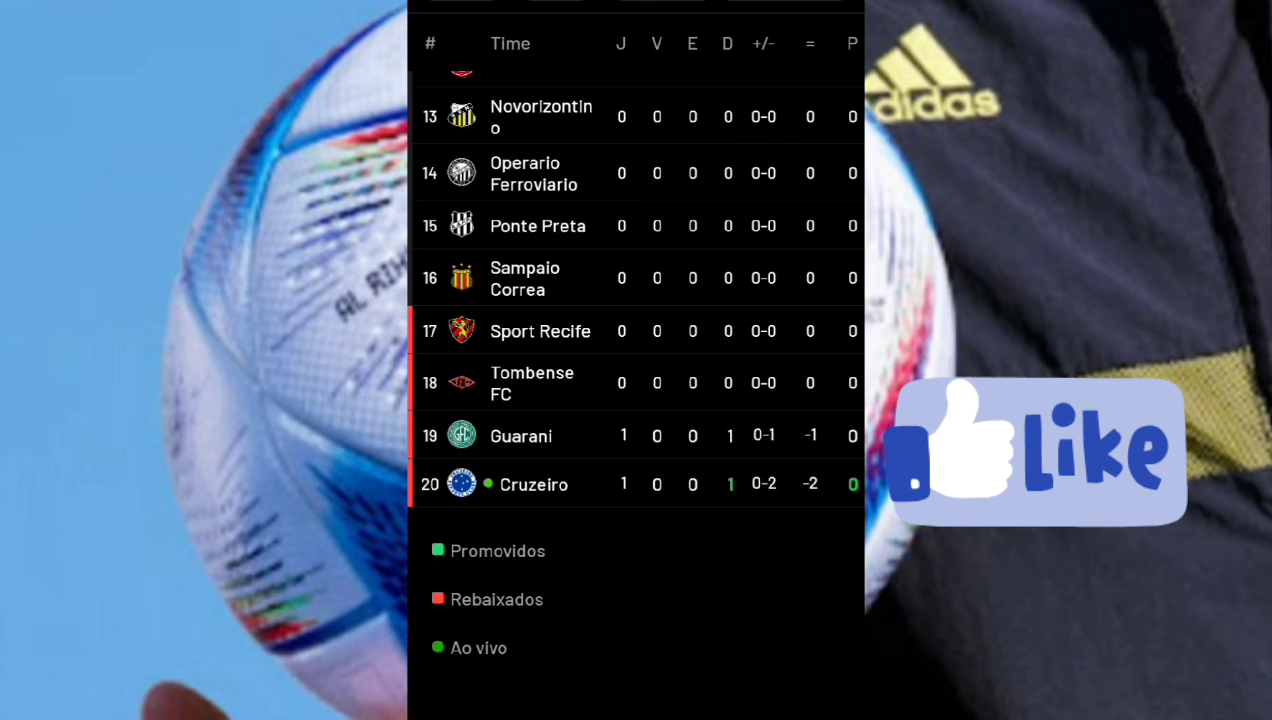 # Time J V E D +/- = P
13 Novorizontin
o 0 0 0 0 0-0 0 0
14 Operario
Ferroviario 0 0 0 0 0-0 0 0
15 Ponte Preta 0 0 0 0 0-0 0 0
16 Sampaio
Correa 0 0 0 0 0-0 0 0
17 Sport Recife 0 0 0 0 0-0 0 0
18 Tombense
FC 0 0 0 0 0-0 0 0
19 Guarani 1 0 0 1 0-1 -1 0
20 Cruzeiro 1 0 0 1 0-2 -2 0
Promovidos
Rebaixados
Ao vivo
AL RIH
adidas
Like